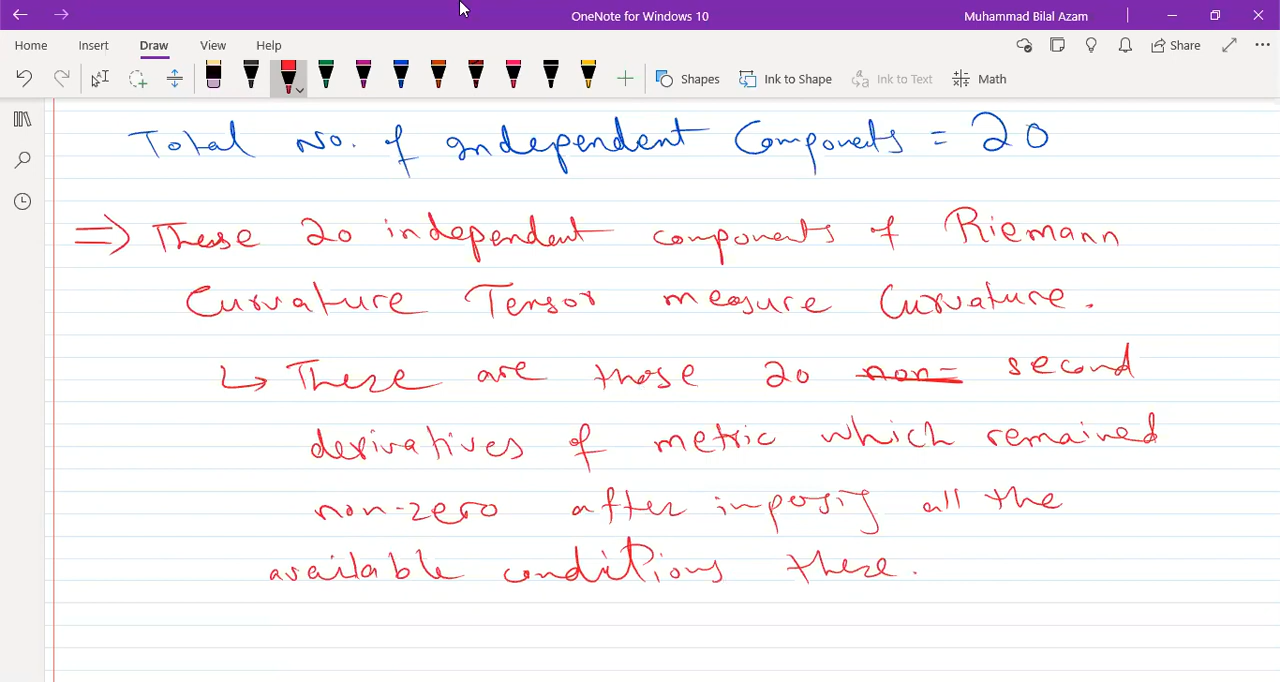 OneNote for Windows 10
Muhammad Bilal Azam
Home Insert Draw View Help
Share
Shapes Ink to Shape Ink to Text Math
Total No. of independent Components = 20
⇒ These 20 independent components of Riemann
Curvature Tensor measure Curvature.
↳ These are those 20 non- second
derivatives of metric which remained
non-zero after imposing all the
available conditions there.